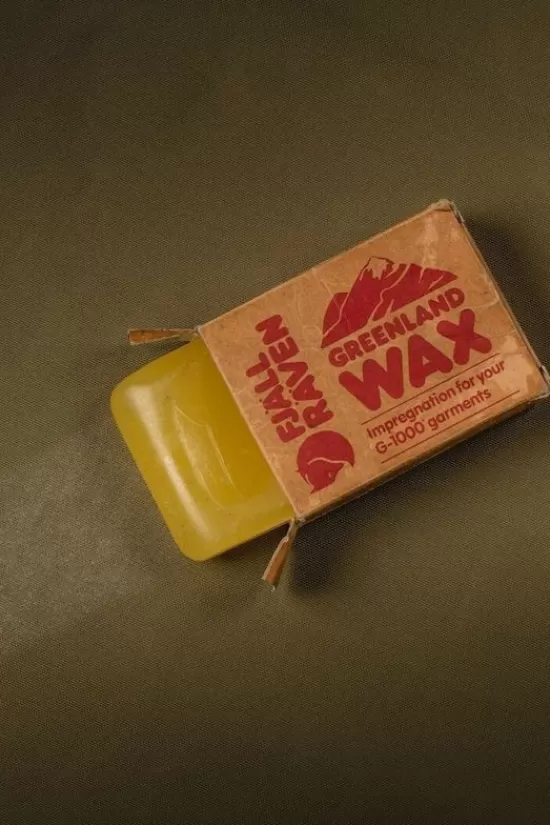 FJÄLL
RÄVEN
GREENLAND
WAX
Impregnation for your
G-1000® garments